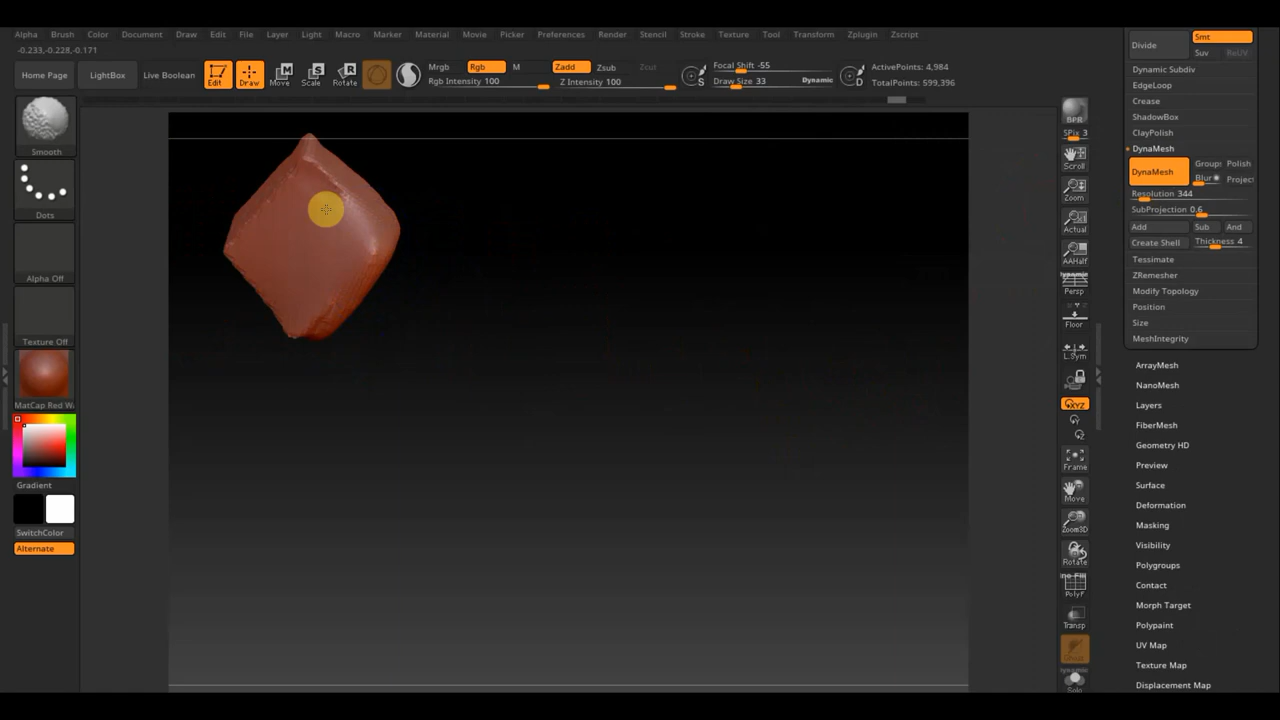 Alpha Brush Color Document Draw Edit File Layer Light Macro Marker Material Movie Picker Preferences Render Stencil Stroke Texture Tool Transform Zplugin Zscript
-0.233,-0.228,-0.171
Home Page LightBox Live Boolean Edit Draw Move Scale Rotate
Mrgb Rgb M Zadd Zsub Zcut
Rgb Intensity 100 Z Intensity 100
Focal Shift -55
Draw Size 33 Dynamic
S D
ActivePoints: 4,984
TotalPoints: 599,396
Smooth
Dots
Alpha Off
Texture Off
MatCap Red W
Gradient
SwitchColor
Alternate
BPR
SPix 3
Scroll
Zoom
Actual
AAHalf
Dynamic
Persp
Floor
L.Sym
XYZ
Y
Z
Frame
Move
Zoom3D
Rotate
PolyF
Transp
Dynamic
Solo
Divide Smt
Suv ReUV
Dynamic Subdiv
EdgeLoop
Crease
ShadowBox
ClayPolish
DynaMesh
DynaMesh Group: Polish
Blur Projec
Resolution 344
SubProjection 0.6
Add Sub And
Create Shell Thickness 4
Tessimate
ZRemesher
Modify Topology
Position
Size
MeshIntegrity
ArrayMesh
NanoMesh
Layers
FiberMesh
Geometry HD
Preview
Surface
Deformation
Masking
Visibility
Polygroups
Contact
Morph Target
Polypaint
UV Map
Texture Map
Displacement Map